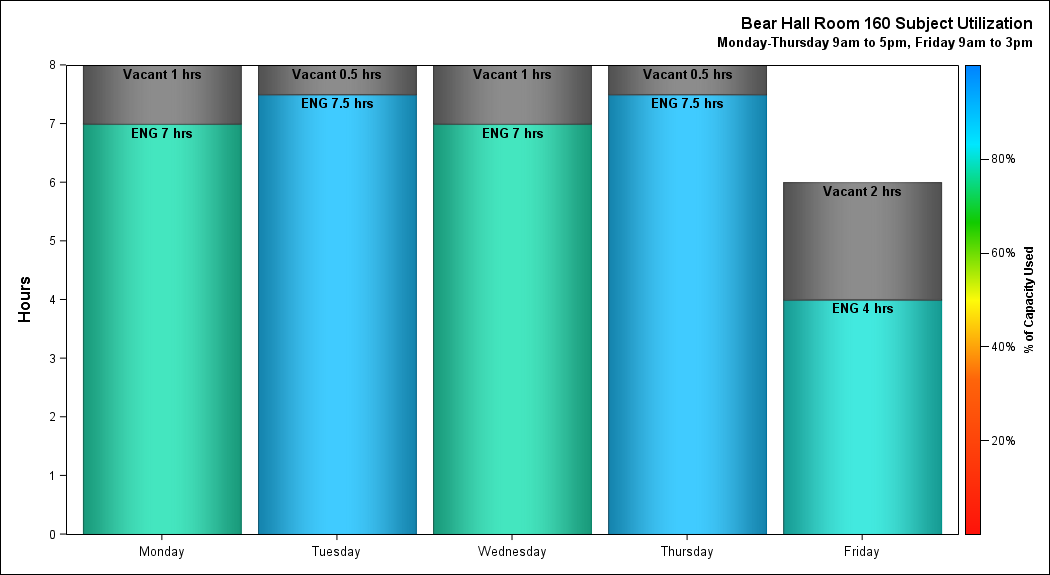 Bear Hall Room 160 Subject Utilization
Monday-Thursday 9am to 5pm, Friday 9am to 3pm
Hours
8
7
6
5
4
3
2
1
0
Vacant 1 hrs
ENG 7 hrs
Vacant 0.5 hrs
ENG 7.5 hrs
Vacant 1 hrs
ENG 7 hrs
Vacant 0.5 hrs
ENG 7.5 hrs
Vacant 2 hrs
ENG 4 hrs
Monday
Tuesday
Wednesday
Thursday
Friday
80%
60%
40%
20%
% of Capacity Used